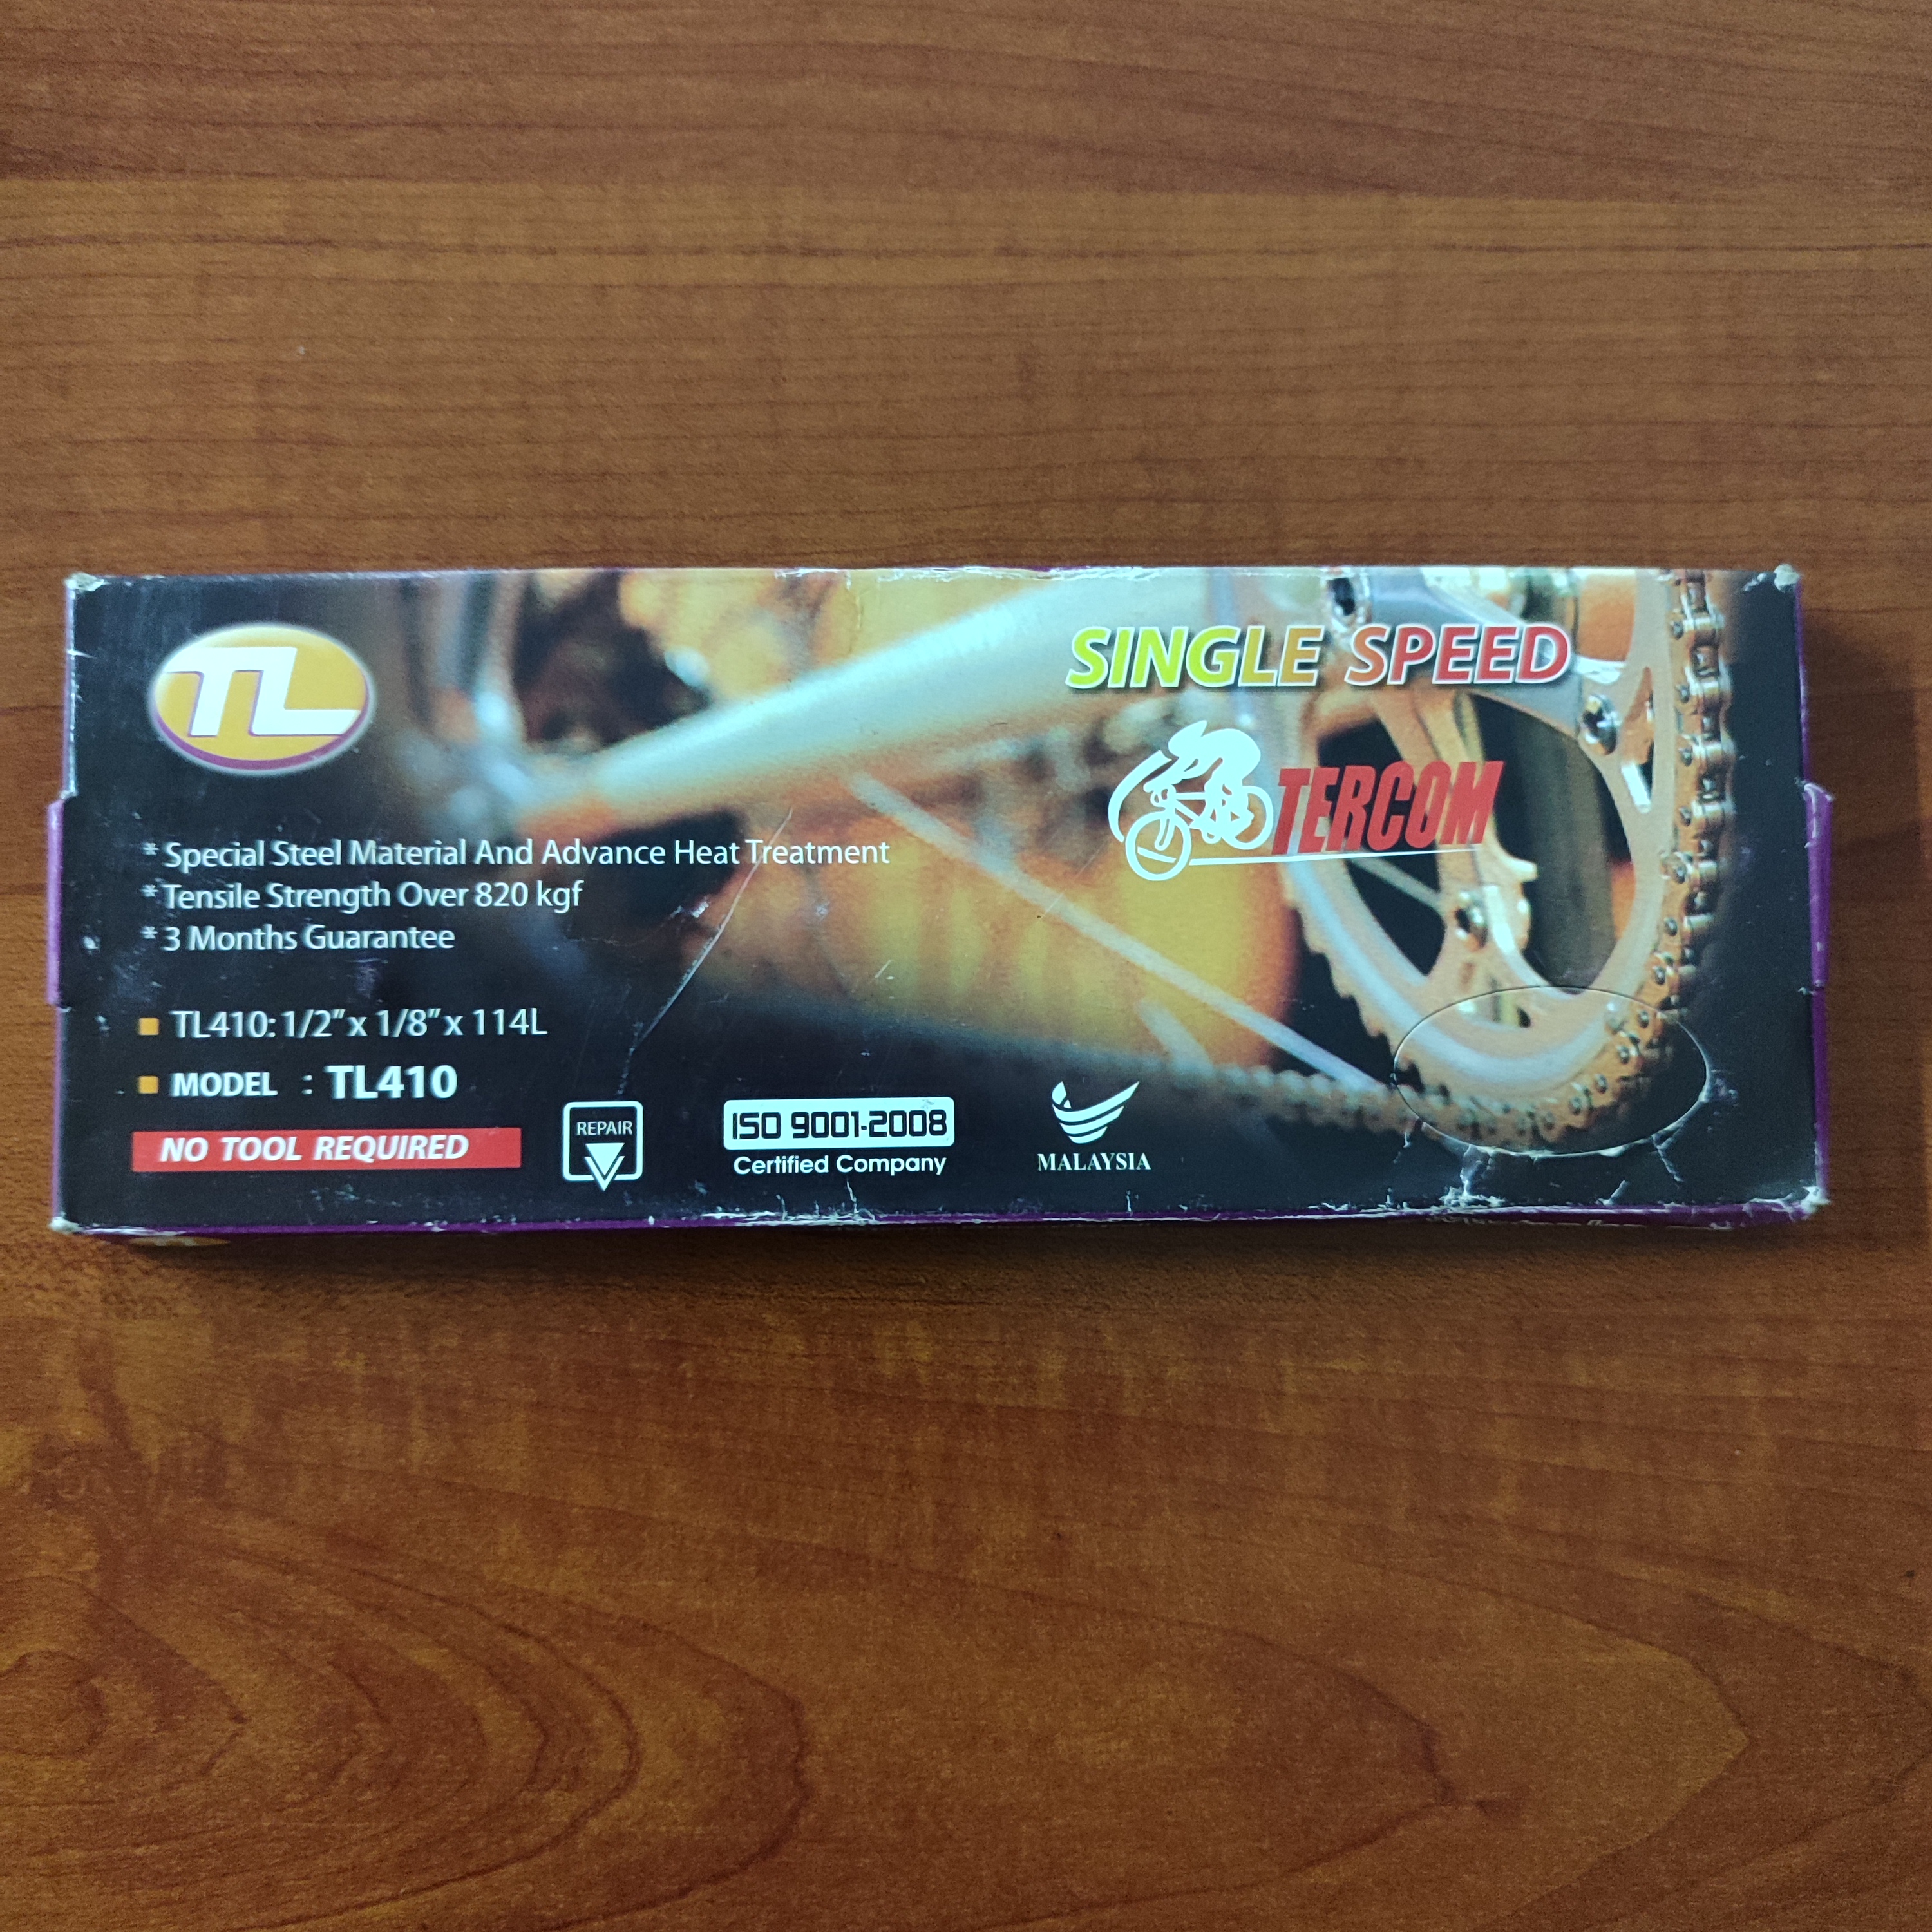 TL
SINGLE SPEED
TERCOM
* Special Steel Material And Advance Heat Treatment
* Tensile Strength Over 820 kgf
* 3 Months Guarantee
TL410: 1/2" x 1/8" x 114L
MODEL : TL410
NO TOOL REQUIRED
REPAIR
ISO 9001-2008
Certified Company
MALAYSIA